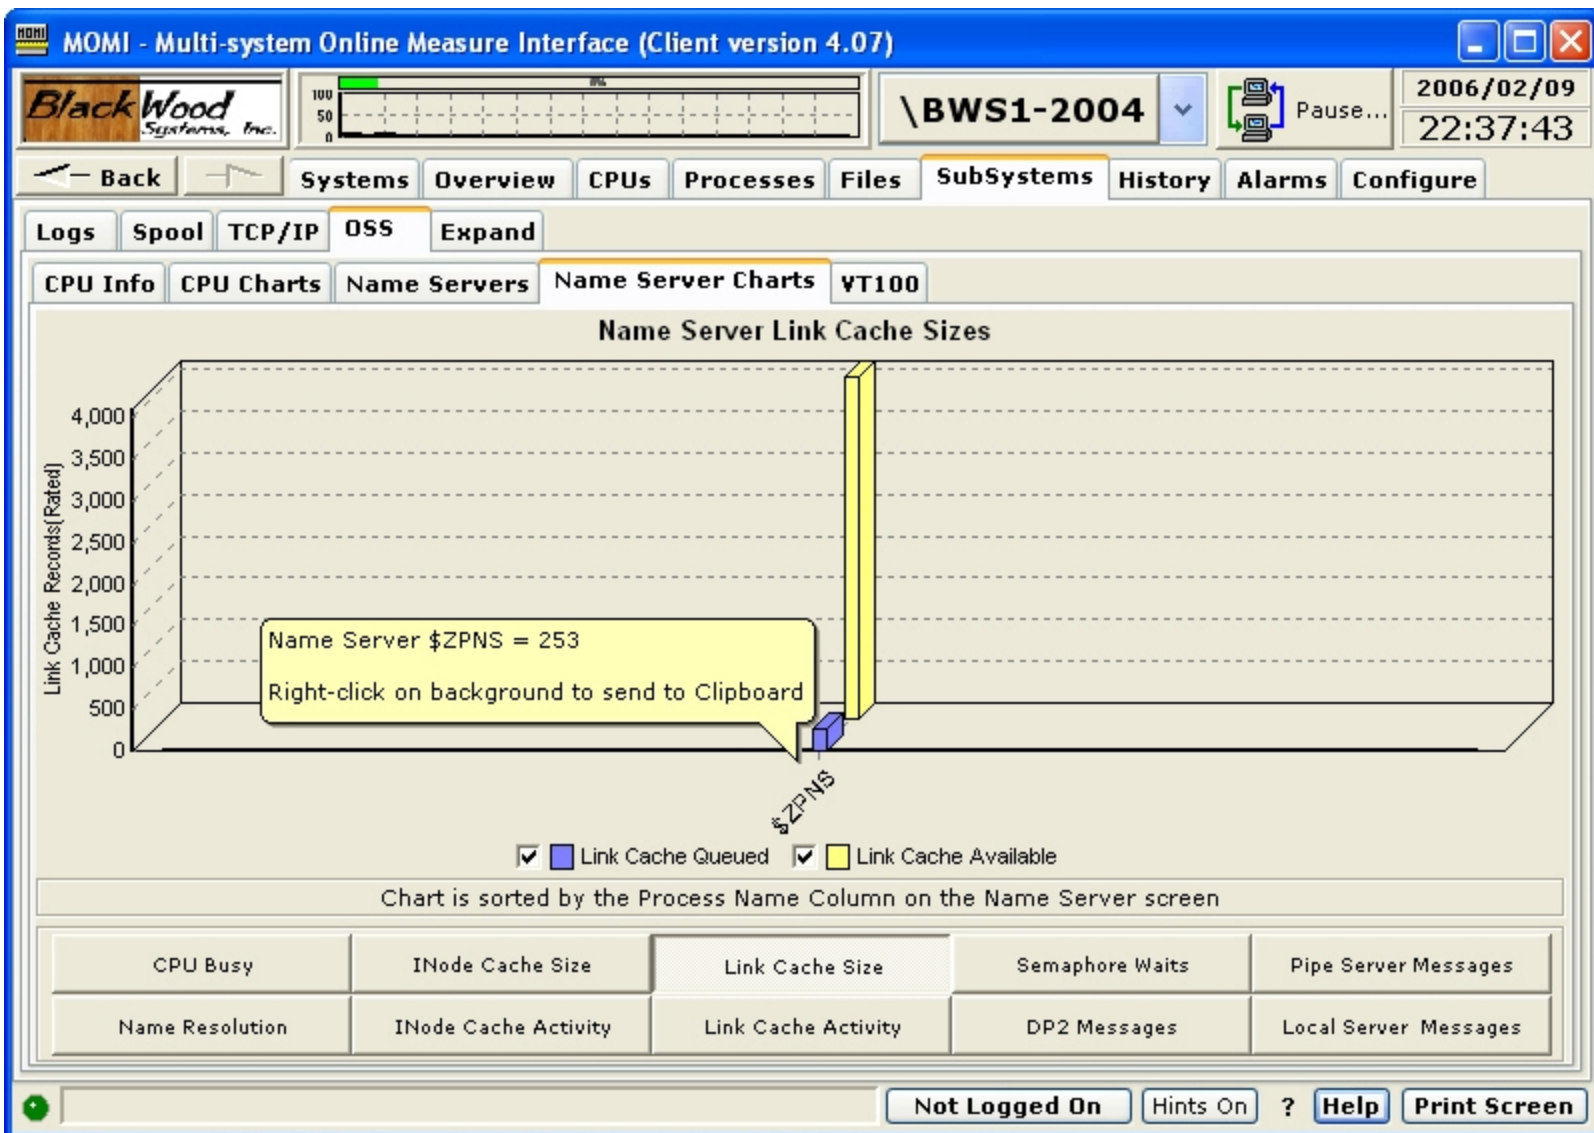 MOMI
MOMI - Multi-system Online Measure Interface (Client version 4.07)
BlackWood
Systems, Inc.
100
50
0
\BWS1-2004
Pause...
2006/02/09
22:37:43
Back
Systems Overview CPUs Processes Files SubSystems History Alarms Configure
Logs Spool TCP/IP OSS Expand
CPU Info CPU Charts Name Servers Name Server Charts VT100
Name Server Link Cache Sizes
Link Cache Records(Rated)
4,000
3,500
3,000
2,500
2,000
1,500
1,000
500
0
Name Server $ZPNS = 253
Right-click on background to send to Clipboard
$ZPNS
Link Cache Queued Link Cache Available
Chart is sorted by the Process Name Column on the Name Server screen
CPU Busy INode Cache Size Link Cache Size Semaphore Waits Pipe Server Messages
Name Resolution INode Cache Activity Link Cache Activity DP2 Messages Local Server Messages
Not Logged On Hints On ? Help Print Screen